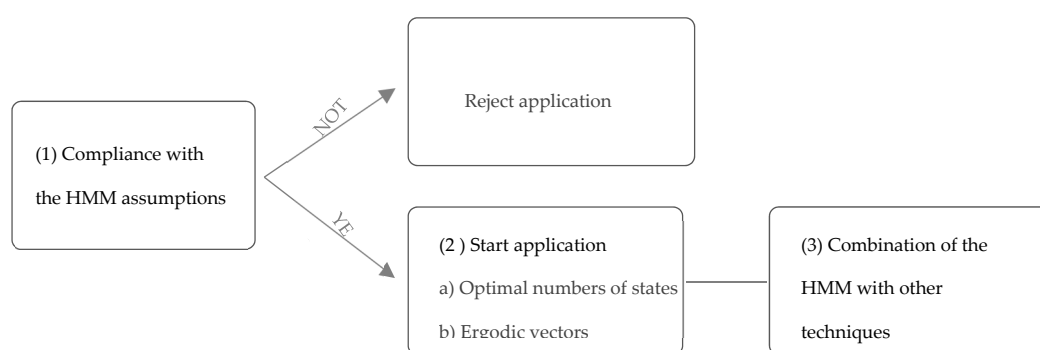 Reject application
NOT
(1) Compliance with
the HMM assumptions
YE
(2 ) Start application
a) Optimal numbers of states
b) Ergodic vectors
(3) Combination of the
HMM with other
techniques